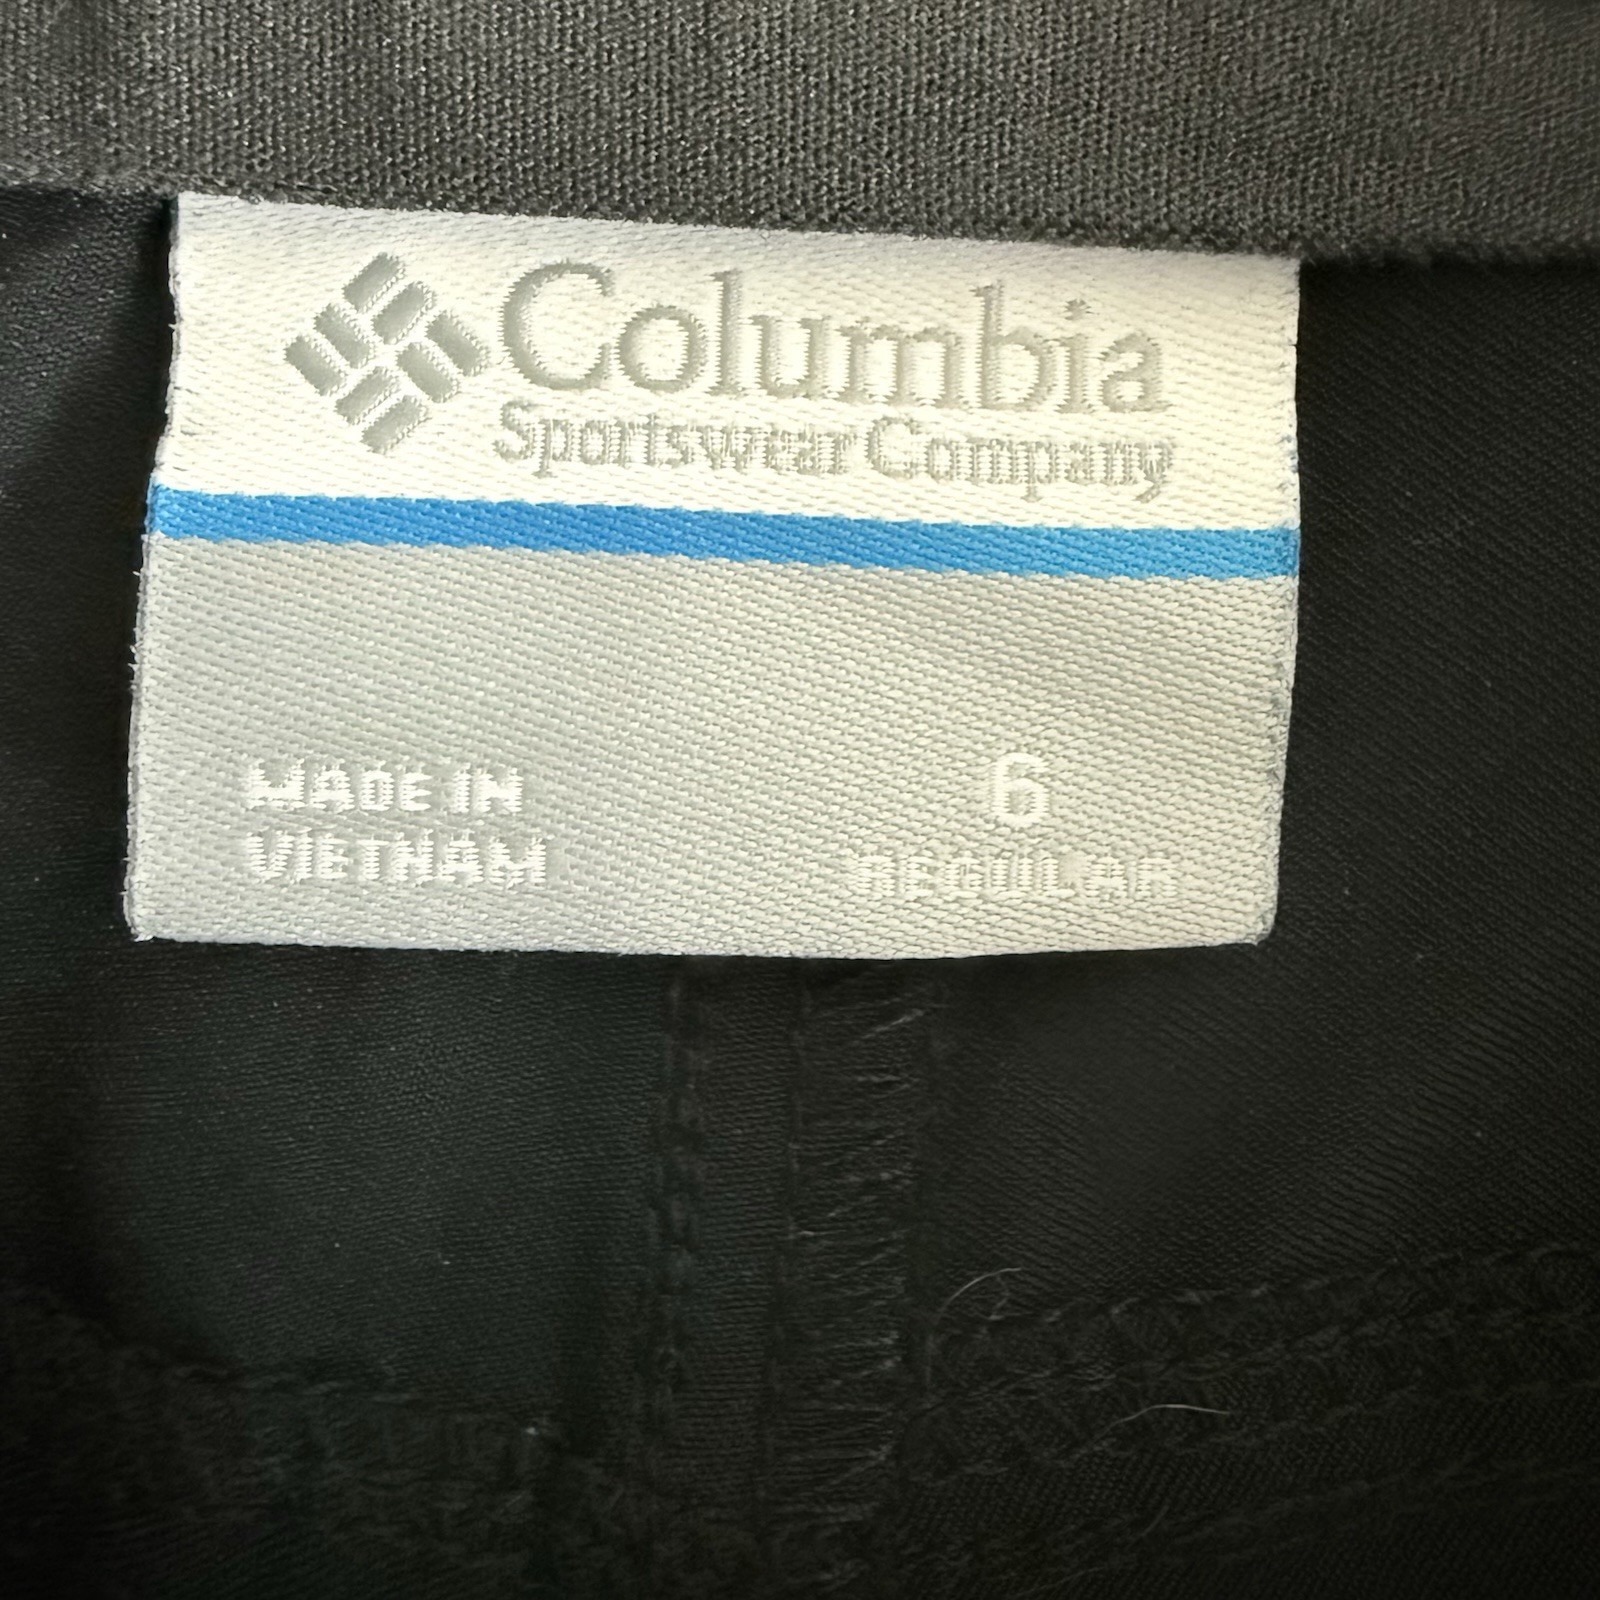 Columbia
Sportswear Company
MADE IN
VIETNAM
6
REGULAR